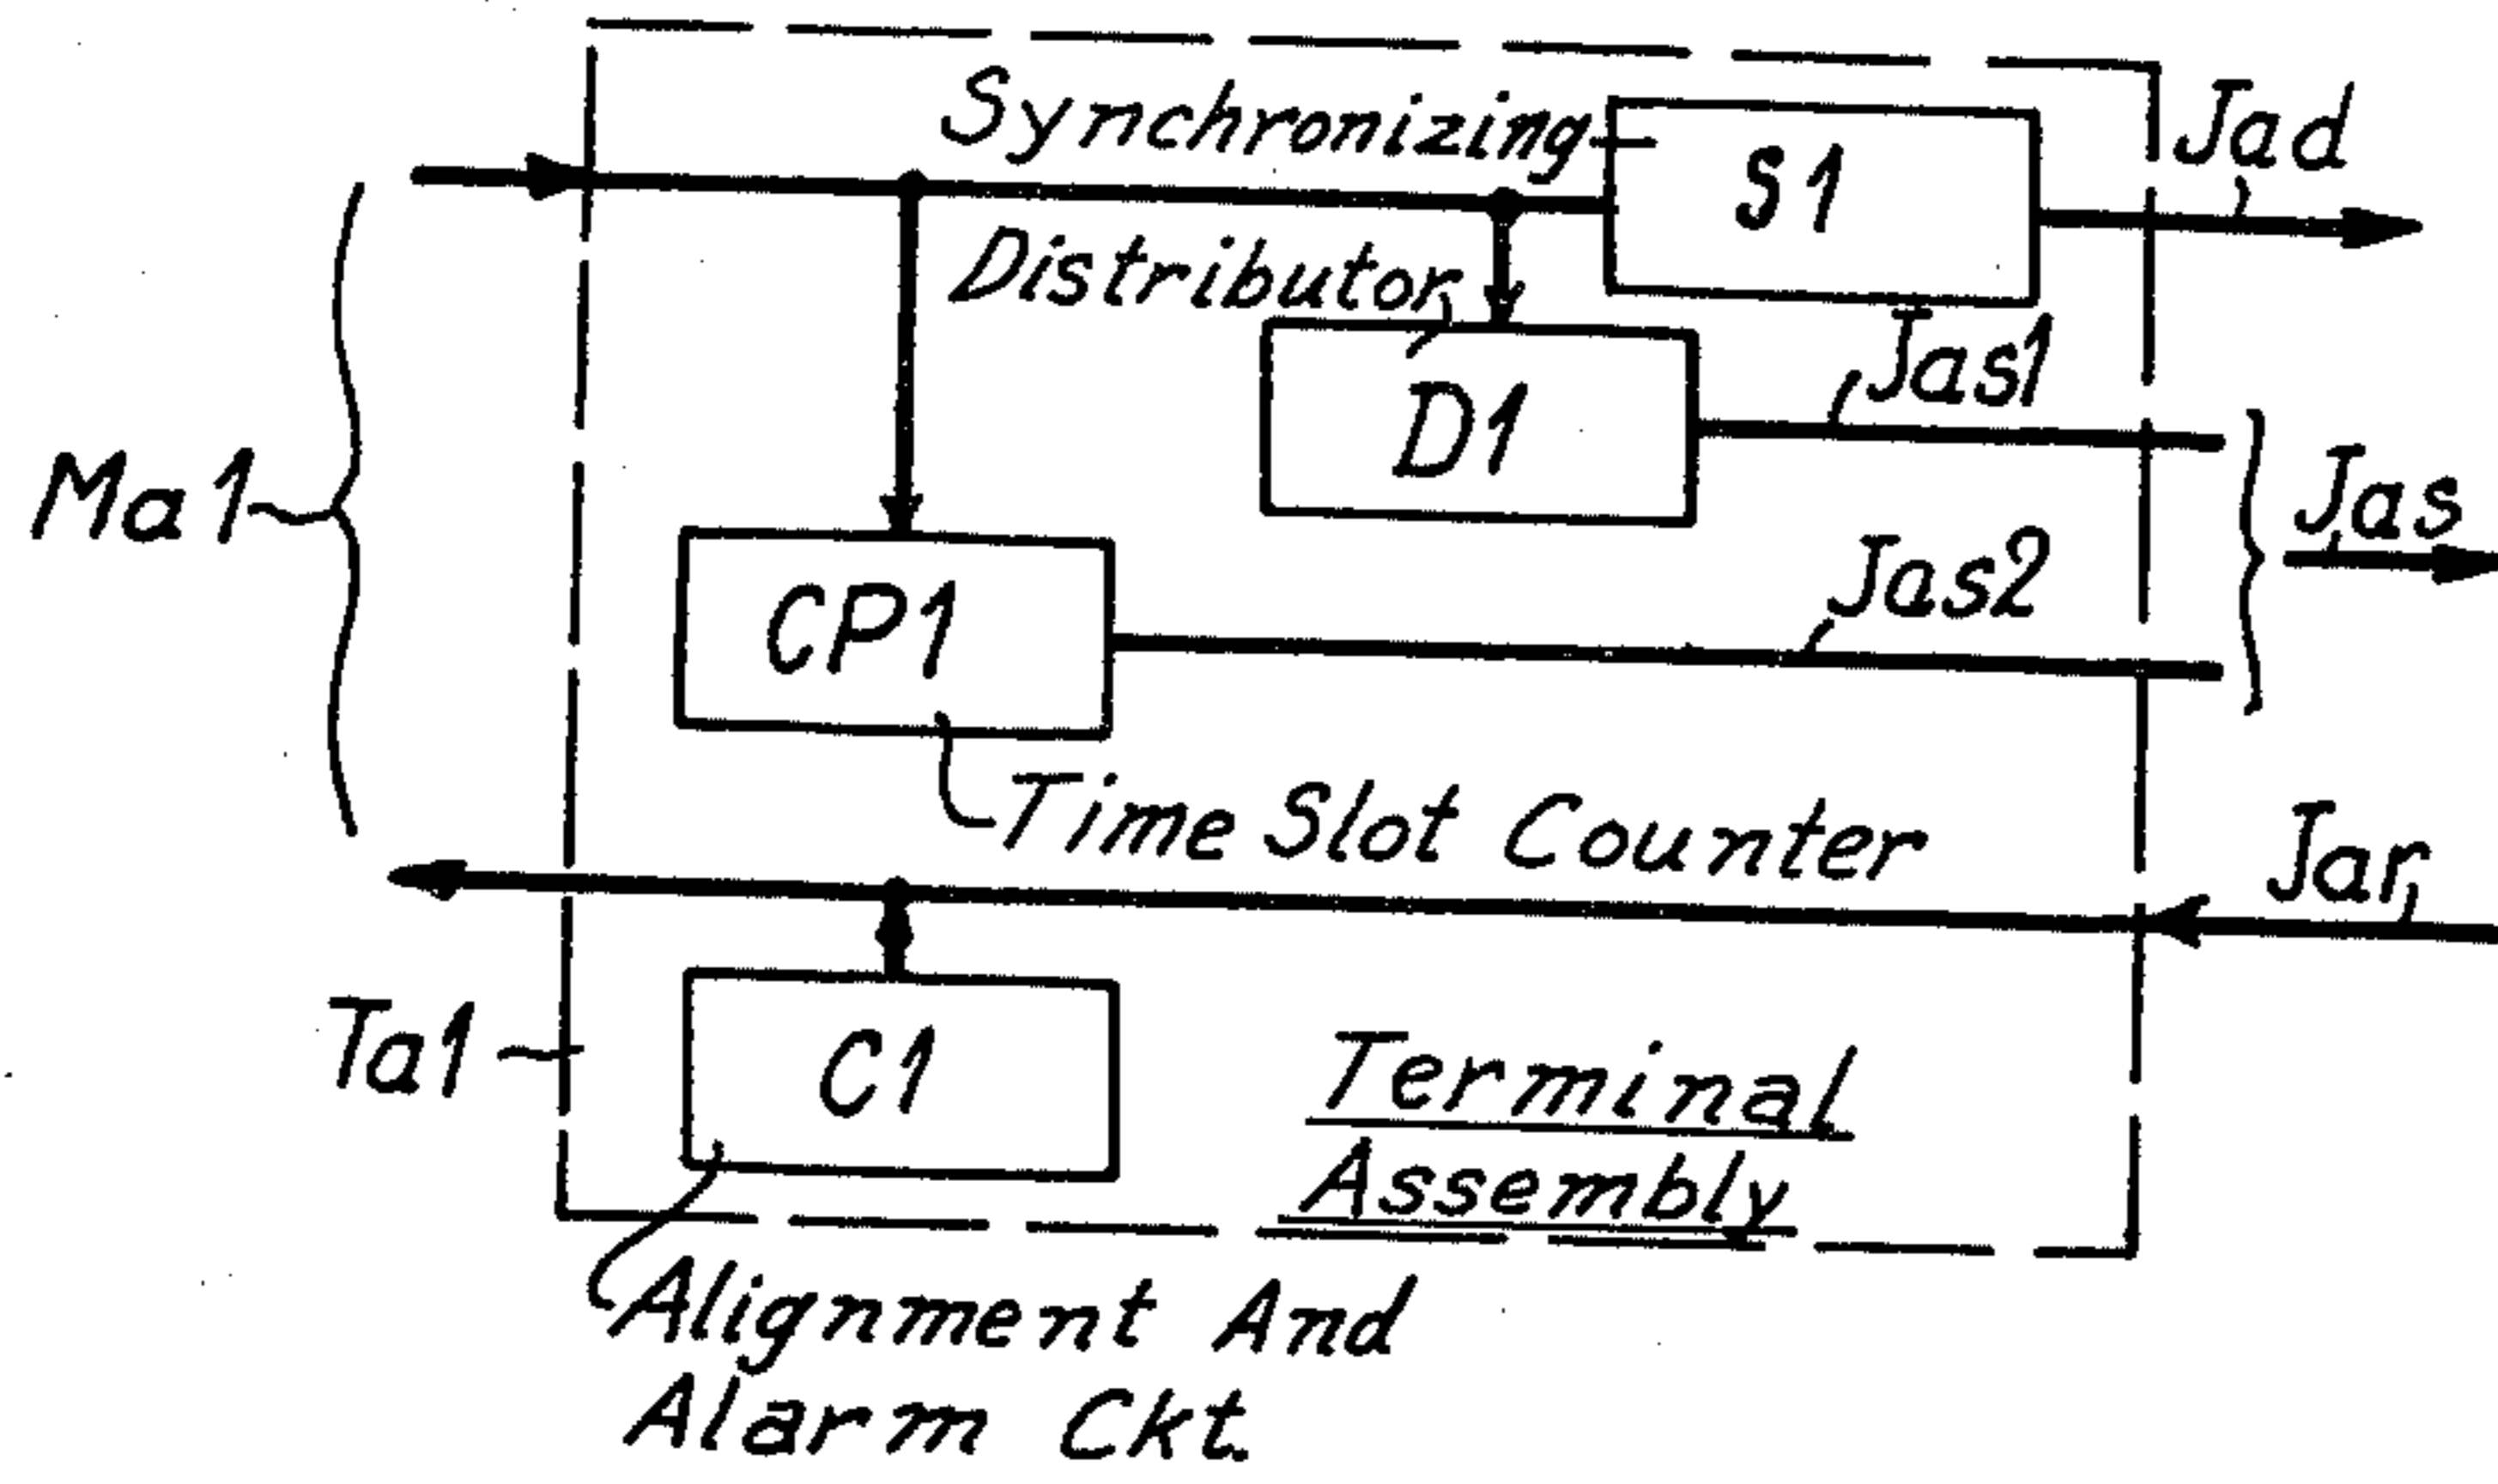 Synchronizing
S1
Jad
Distributor
D1
Jas1
Jas
Ma1
CP1
Jas2
Time Slot Counter
Jar
Ta1
C1
Terminal
Assembly
Alignment And
Alarm Ckt.